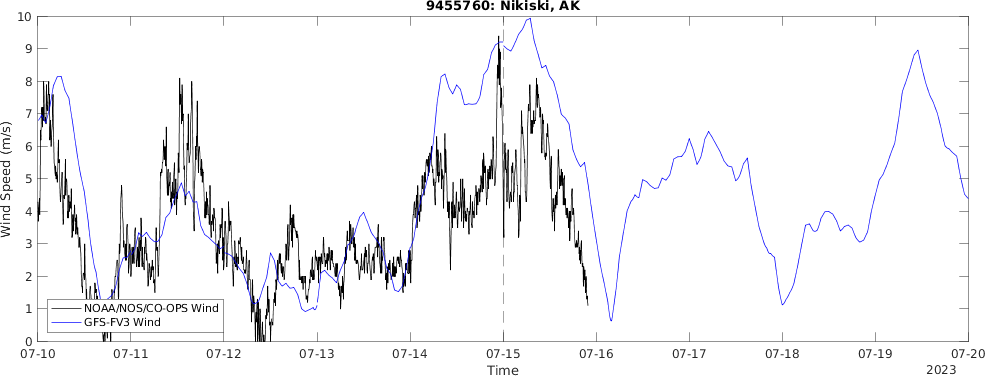 9455760: Nikiski, AK
Wind Speed (m/s)
10
9
8
7
6
5
4
3
2
1
0
NOAA/NOS/CO-OPS Wind
GFS-FV3 Wind
07-10 07-11 07-12 07-13 07-14 07-15 07-16 07-17 07-18 07-19 07-20
Time
2023